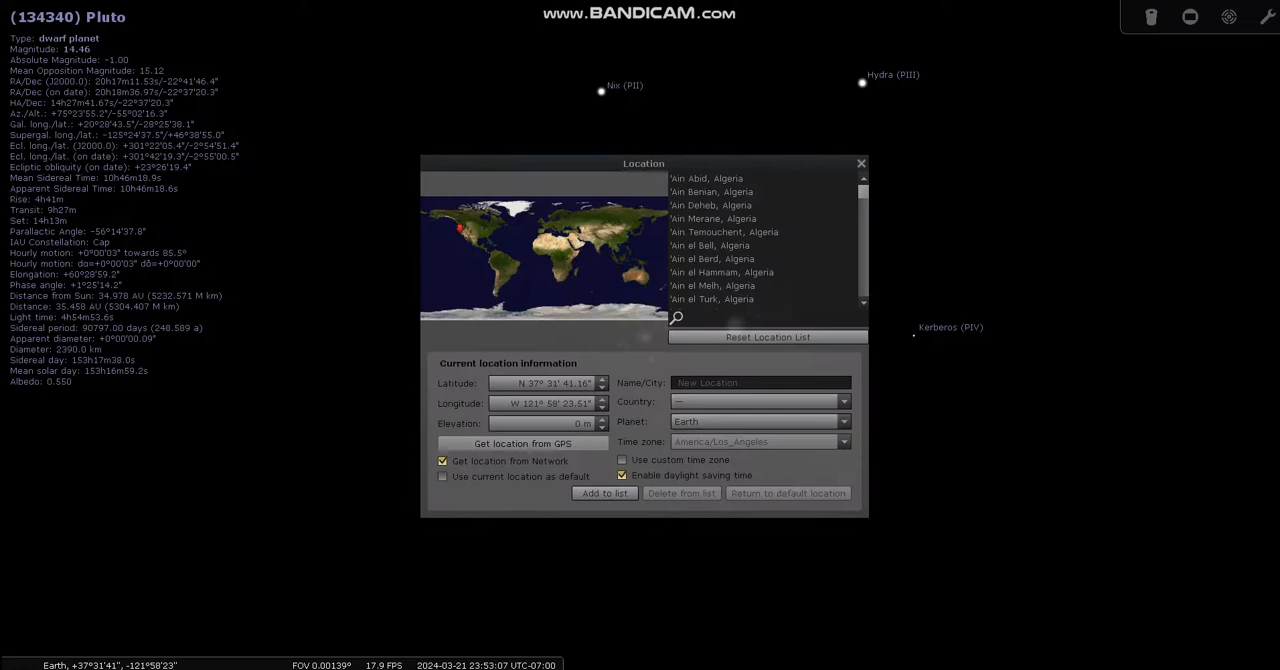 www.BANDICAM.com
(134340) Pluto
Type: dwarf planet
Magnitude: 14.46
Absolute Magnitude: -1.00
Mean Opposition Magnitude: 15.12
RA/Dec (J2000.0): 20h17m11.53s/-22°41'46.4"
RA/Dec (on date): 20h18m36.97s/-22°37'20.3"
HA/Dec: 14h27m41.67s/-22°37'20.3"
Az./Alt.: +75°23'55.2"/-55°02'16.3"
Gal. long./lat.: +20°28'43.5"/-28°25'38.1"
Supergal. long./lat.: -125°24'37.5"/+46°38'55.0"
Ecl. long./lat. (J2000.0): +301°22'05.4"/-2°54'51.4"
Ecl. long./lat. (on date): +301°42'19.3"/-2°55'00.5"
Ecliptic obliquity (on date): +23°26'19.4"
Mean Sidereal Time: 10h46m18.9s
Apparent Sidereal Time: 10h46m18.6s
Rise: 4h41m
Transit: 9h27m
Set: 14h13m
Parallactic Angle: -56°14'37.8"
IAU Constellation: Cap
Hourly motion: +0°00'03" towards 85.5°
Hourly motion: dα=+0°00'03" dδ=+0°00'00"
Elongation: +60°28'59.2"
Phase angle: +1°25'14.2"
Distance from Sun: 34.978 AU (5232.571 M km)
Distance: 35.458 AU (5304.407 M km)
Light time: 4h54m53.6s
Sidereal period: 90797.00 days (248.589 a)
Apparent diameter: +0°00'00.09"
Diameter: 2390.0 km
Sidereal day: 153h17m38.0s
Mean solar day: 153h16m59.2s
Albedo: 0.550
Nix (PII)
Hydra (PIII)
Kerberos (PIV)
Location
'Ain Abid, Algeria
'Ain Benian, Algeria
'Ain Deheb, Algeria
'Ain Merane, Algeria
'Ain Temouchent, Algeria
'Ain el Bell, Algeria
'Ain el Berd, Algeria
'Ain el Hammam, Algeria
'Ain el Melh, Algeria
'Ain el Turk, Algeria
Reset Location List
Current location information
Latitude: N 37° 31' 41.16"
Name/City: New Location
Longitude: W 121° 58' 23.51"
Country: —
Elevation: 0 m
Planet: Earth
Get location from GPS
Time zone: America/Los_Angeles
Get location from Network
Use custom time zone
Use current location as default
Enable daylight saving time
Add to list
Delete from list
Return to default location
Earth, +37°31'41", -121°58'23" FOV 0.00139° 17.9 FPS 2024-03-21 23:53:07 UTC-07:00